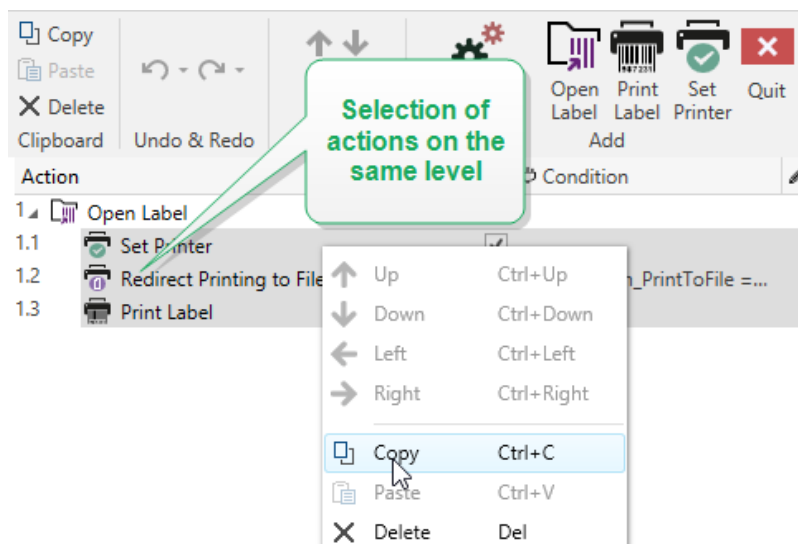 Copy
Paste
Delete
Clipboard
Undo & Redo
Open Label
Print Label
Set Printer
Quit
Add
Selection of
actions on the
same level
Action
Condition
1 Open Label
1.1 Set Printer
1.2 Redirect Printing to File
n_PrintToFile =...
1.3 Print Label
Up Ctrl+Up
Down Ctrl+Down
Left Ctrl+Left
Right Ctrl+Right
Copy Ctrl+C
Paste Ctrl+V
Delete Del